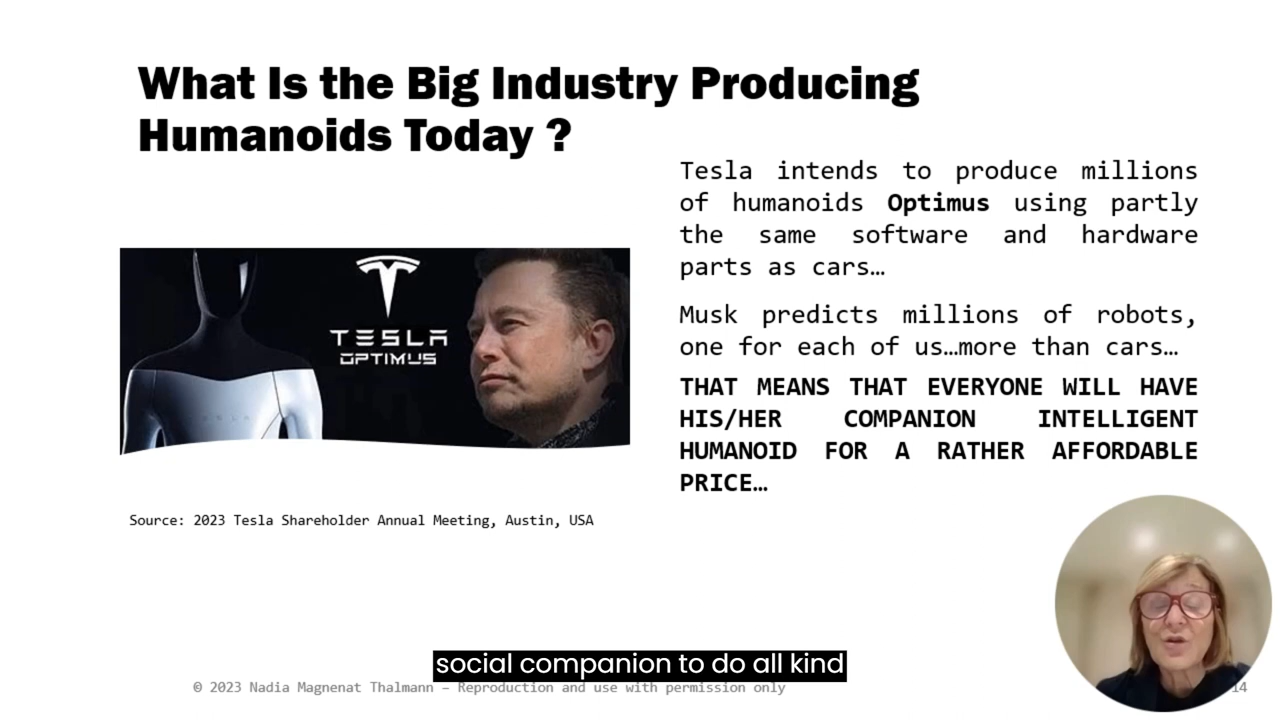 What Is the Big Industry Producing
Humanoids Today ?
Tesla intends to produce millions
of humanoids Optimus using partly
the same software and hardware
parts as cars…
Musk predicts millions of robots,
one for each of us…more than cars…
THAT MEANS THAT EVERYONE WILL HAVE
HIS/HER COMPANION INTELLIGENT
HUMANOID FOR A RATHER AFFORDABLE
PRICE…
TESLA
OPTIMUS
Source: 2023 Tesla Shareholder Annual Meeting, Austin, USA
social companion to do all kind
© 2023 Nadia Magnenat Thalmann – Reproduction and use with permission only
14